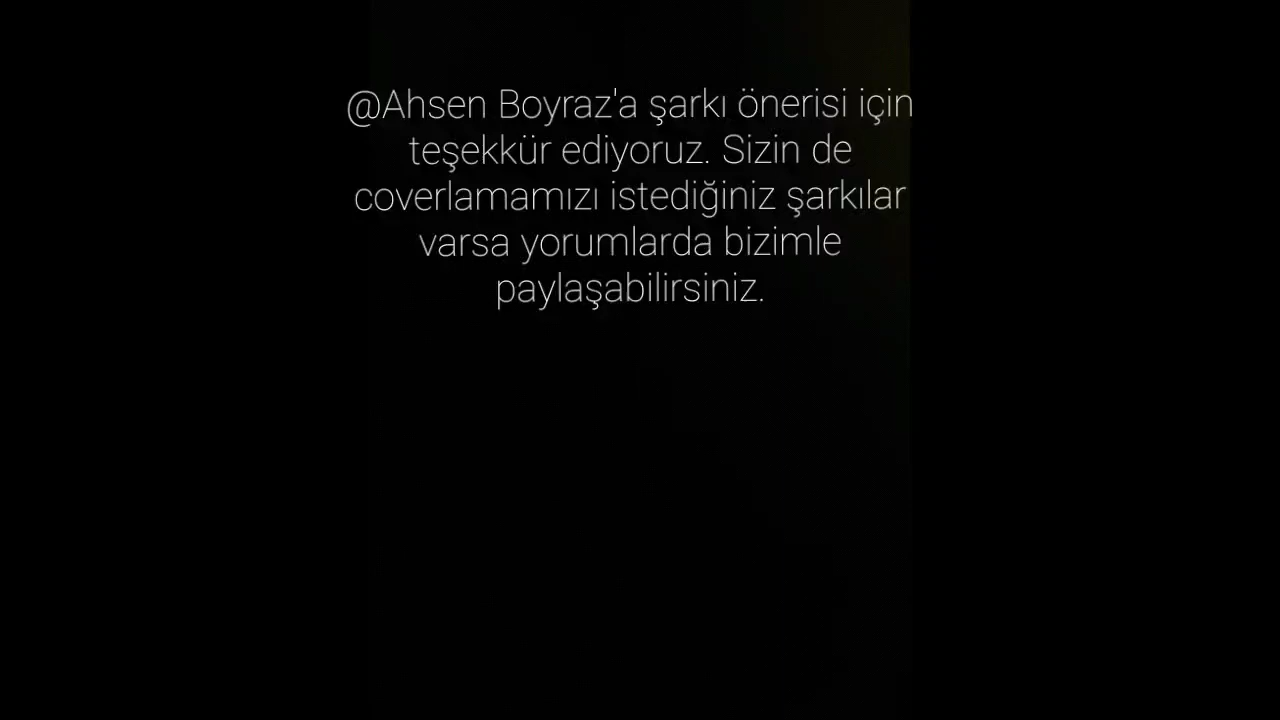 @Ahsen Boyraz'a şarkı önerisi için
teşekkür ediyoruz. Sizin de
coverlamamızı istediğiniz şarkılar
varsa yorumlarda bizimle
paylaşabilirsiniz.